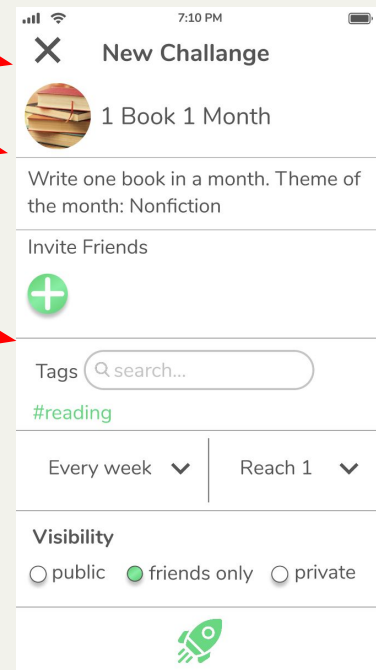 7:10 PM
New Challange
1 Book 1 Month
Write one book in a month. Theme of
the month: Nonfiction
Invite Friends
Tags search...
#reading
Every week Reach 1
Visibility
public friends only private